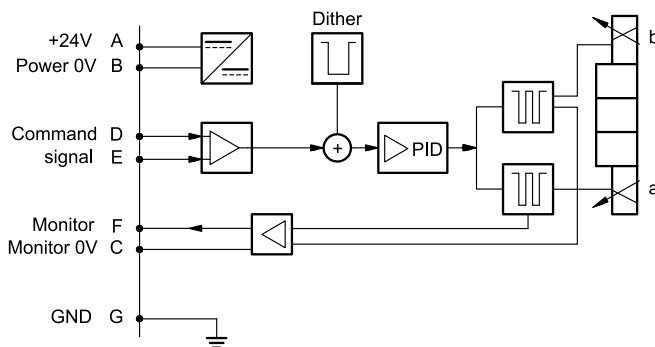 Dither
+24V A
Power 0V B
b
Command D
signal E
+
PID
a
Monitor F
Monitor 0V C
GND G